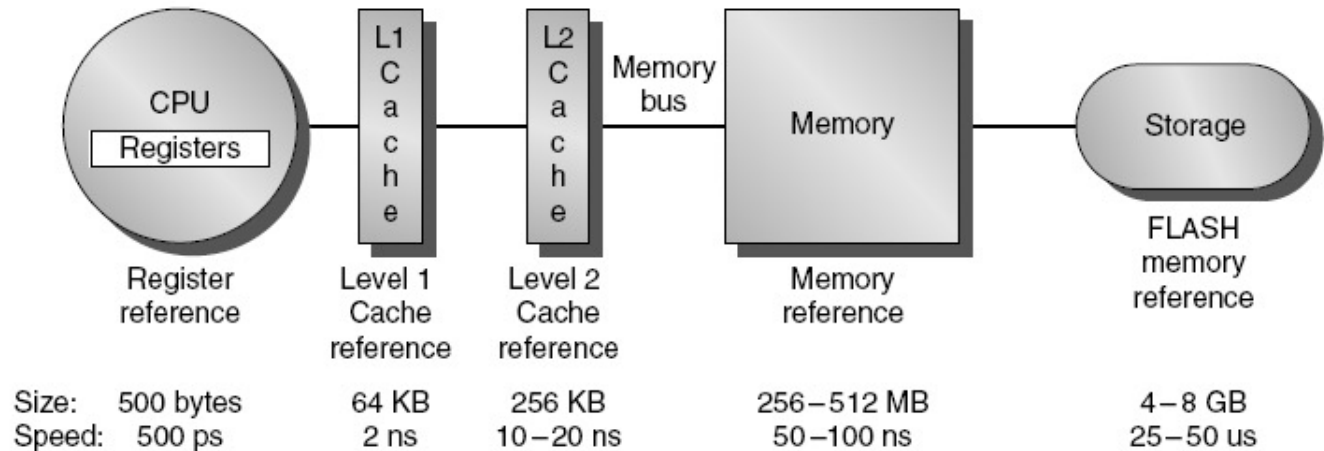 CPU
Registers
L1
C
a
c
h
e
L2
C
a
c
h
e
Memory
bus
Memory
Storage
Register
reference
Level 1
Cache
reference
Level 2
Cache
reference
Memory
reference
FLASH
memory
reference
Size: 500 bytes 64 KB 256 KB 256–512 MB 4–8 GB
Speed: 500 ps 2 ns 10–20 ns 50–100 ns 25–50 us